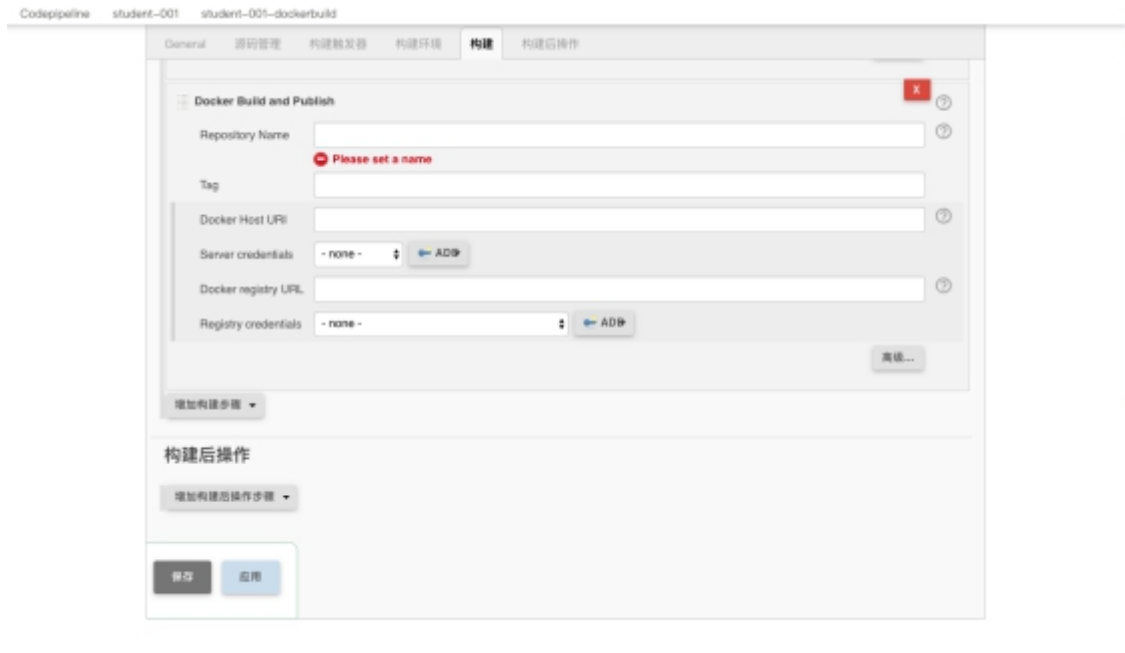 Codepipeline student-001 student-001-dockerbuild
General 源码管理 构建触发器 构建环境 构建 构建后操作
Docker Build and Publish X
Repository Name
Please set a name
Tag
Docker Host URI
Server credentials - none - ADD
Docker registry URL
Registry credentials - none - ADD
高级...
增加构建步骤
构建后操作
增加构建后操作步骤
保存 应用